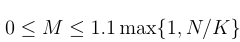 0 ≤ M ≤ 1.1 max{1, N/K}